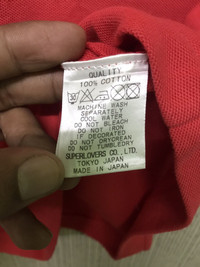 QUALITY
100% COTTON
MACHINE WASH
SEPARATELY
COOL WATER
DO NOT BLEACH
DO NOT IRON
IF DECORATED
DO NOT DRYCREAN
DO NOT TUMBLEDRY
SUPERLOVERS CO., LTD.
TOKYO JAPAN
MADE IN JAPAN